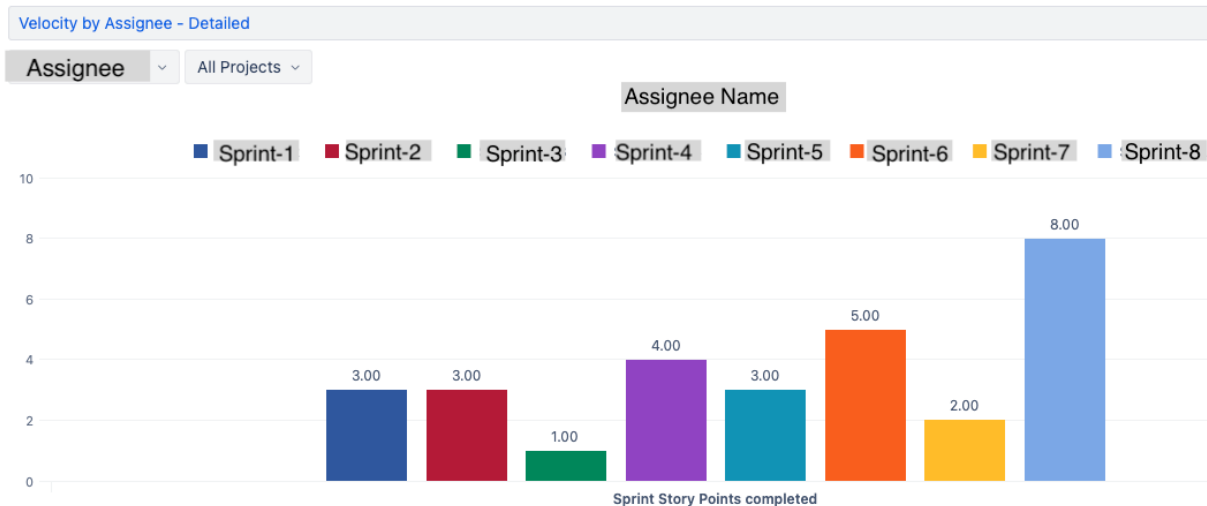 Velocity by Assignee - Detailed
Assignee All Projects
Assignee Name
Sprint-1 Sprint-2 Sprint-3 Sprint-4 Sprint-5 Sprint-6 Sprint-7 Sprint-8
10
8.00
8
6
5.00
4.00
4
3.00 3.00 3.00
2.00
2
1.00
0
Sprint Story Points completed